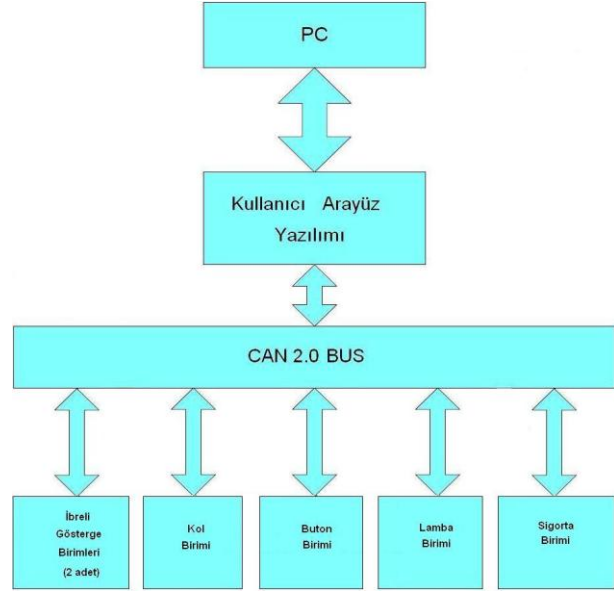 PC
Kullanıcı Arayüz
Yazılımı
CAN 2.0 BUS
İbreli
Gösterge
Birimleri
(2 adet)
Kol
Birimi
Buton
Birimi
Lamba
Birimi
Sigorta
Birimi